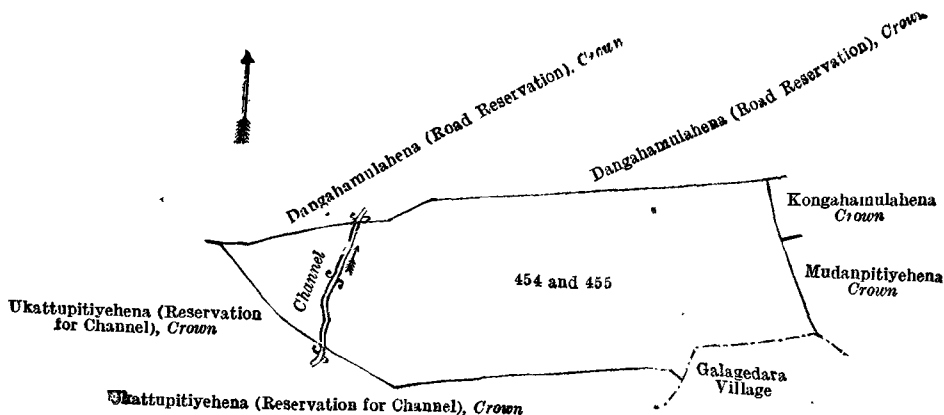 Dangahamulahena (Road Reservation), Crown
Dangahamulahena (Road Reservation), Crown
Kongahamulahena
Crown
Channel
454 and 455
Mudanpitiyehena
Crown
Ukattupitiyehena (Reservation
for Channel), Crown
Galagedara
Village
Ukattupitiyehena (Reservation for Channel), Crown